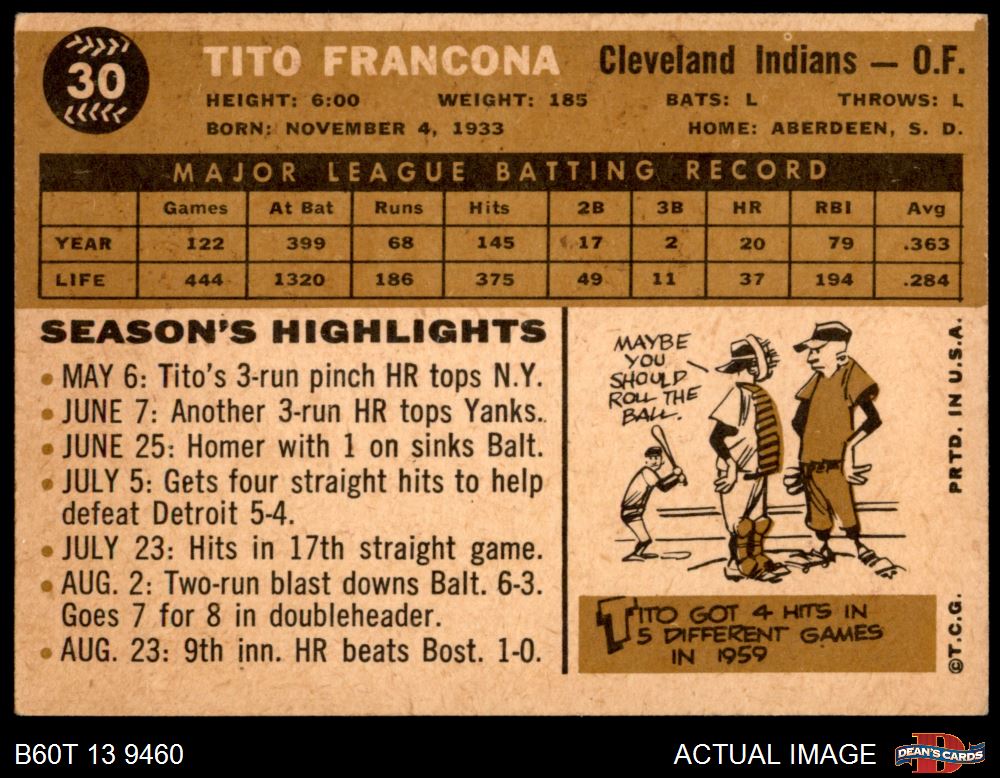 30
TITO FRANCONA Cleveland Indians — O.F.
HEIGHT: 6:00 WEIGHT: 185 BATS: L THROWS: L
BORN: NOVEMBER 4, 1933 HOME: ABERDEEN, S. D.
MAJOR LEAGUE BATTING RECORD
Games At Bat Runs Hits 2B 3B HR RBI Avg
YEAR 122 399 68 145 17 2 20 79 .363
LIFE 444 1320 186 375 49 11 37 194 .284
SEASON'S HIGHLIGHTS
• MAY 6: Tito's 3-run pinch HR tops N.Y.
• JUNE 7: Another 3-run HR tops Yanks.
• JUNE 25: Homer with 1 on sinks Balt.
• JULY 5: Gets four straight hits to help
defeat Detroit 5-4.
• JULY 23: Hits in 17th straight game.
• AUG. 2: Two-run blast downs Balt. 6-3.
Goes 7 for 8 in doubleheader.
• AUG. 23: 9th inn. HR beats Bost. 1-0.
MAYBE
YOU
SHOULD
ROLL THE
BALL.
TITO GOT 4 HITS IN
5 DIFFERENT GAMES
IN 1959
©T.C.G. PRTD. IN U.S.A.
B60T 13 9460 ACTUAL IMAGE DEAN'S CARDS